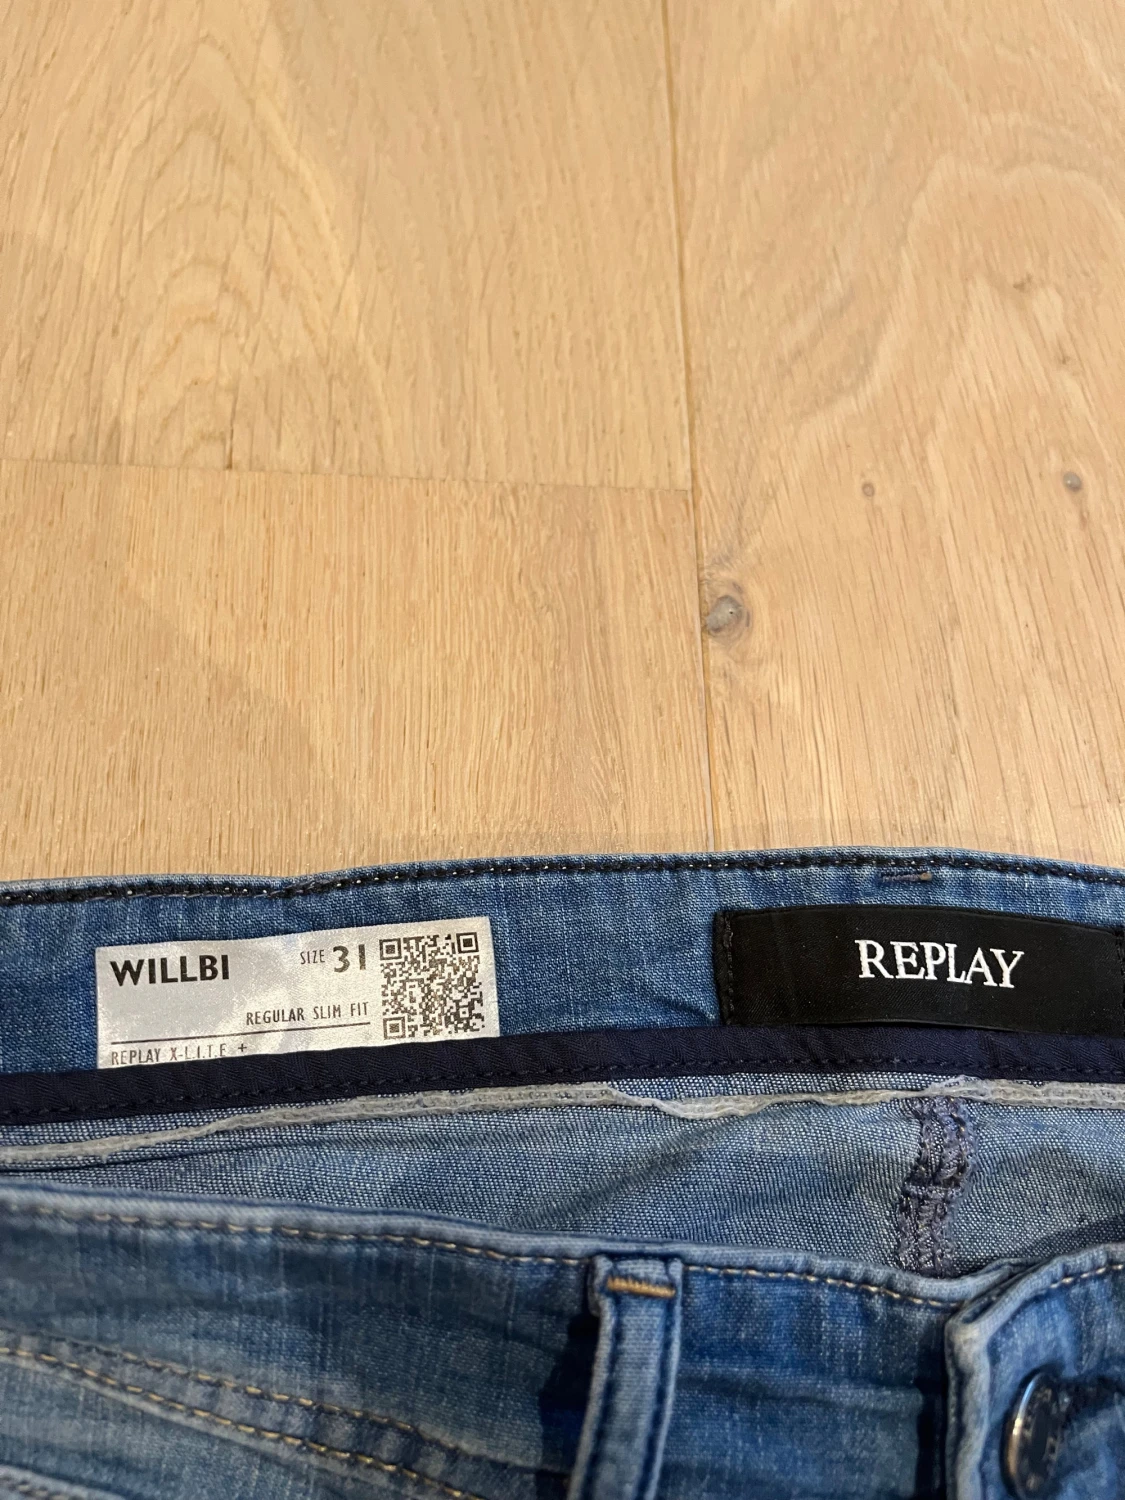 WILLBI
SIZE 31
REGULAR SLIM FIT
REPLAY X-L.I.T.E +
REPLAY